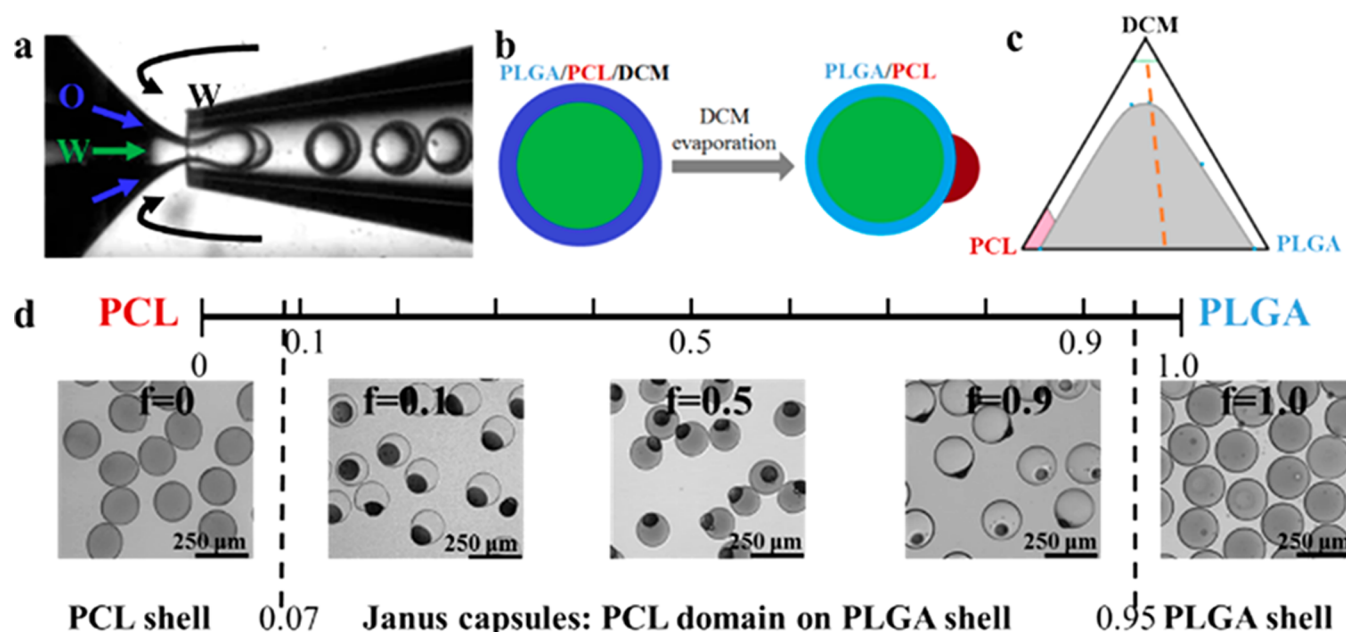 a
O
W
W
b
PLGA/PCL/DCM
DCM
evaporation
PLGA/PCL
c
DCM
PCL
PLGA
d
PCL
PLGA
0
0.1
0.5
0.9
1.0
f=0
f=0.1
f=0.5
f=0.9
f=1.0
250 µm
250 µm
250 µm
250 µm
250 µm
PCL shell
0.07
Janus capsules: PCL domain on PLGA shell
0.95
PLGA shell